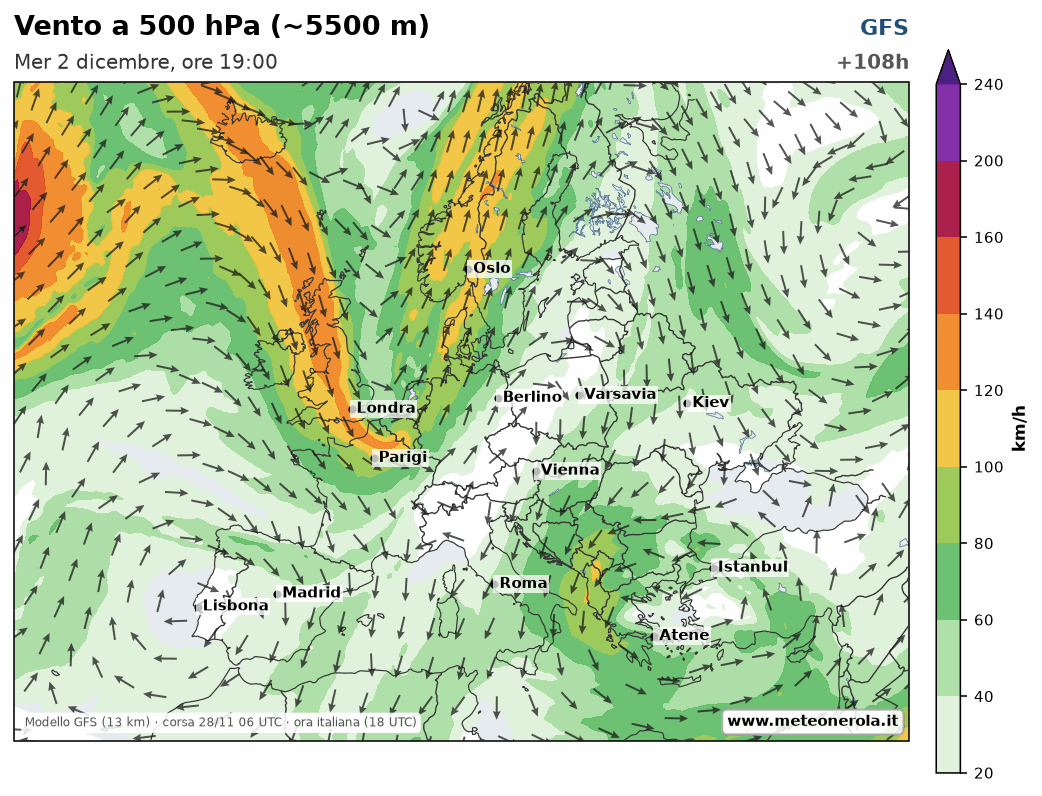 Vento a 500 hPa (~5500 m)
GFS
Mer 2 dicembre, ore 19:00
+108h
240
200
160
140
120
100
80
60
40
20
km/h
Oslo
Londra
Berlino
Varsavia
Kiev
Parigi
Vienna
Istanbul
Roma
Madrid
Lisbona
Atene
Modello GFS (13 km) · corsa 28/11 06 UTC · ora italiana (18 UTC)
www.meteonerola.it